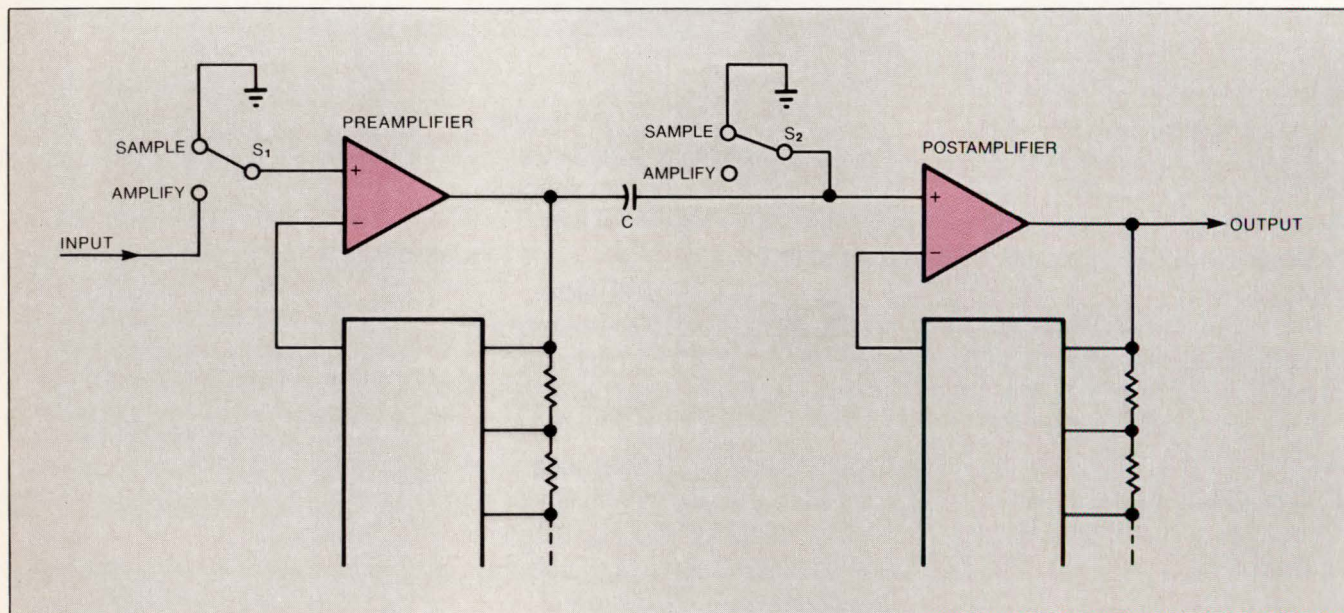 PREAMPLIFIER
SAMPLE
S1
AMPLIFY
+
−
INPUT
C
SAMPLE
S2
AMPLIFY
POSTAMPLIFIER
+
−
OUTPUT